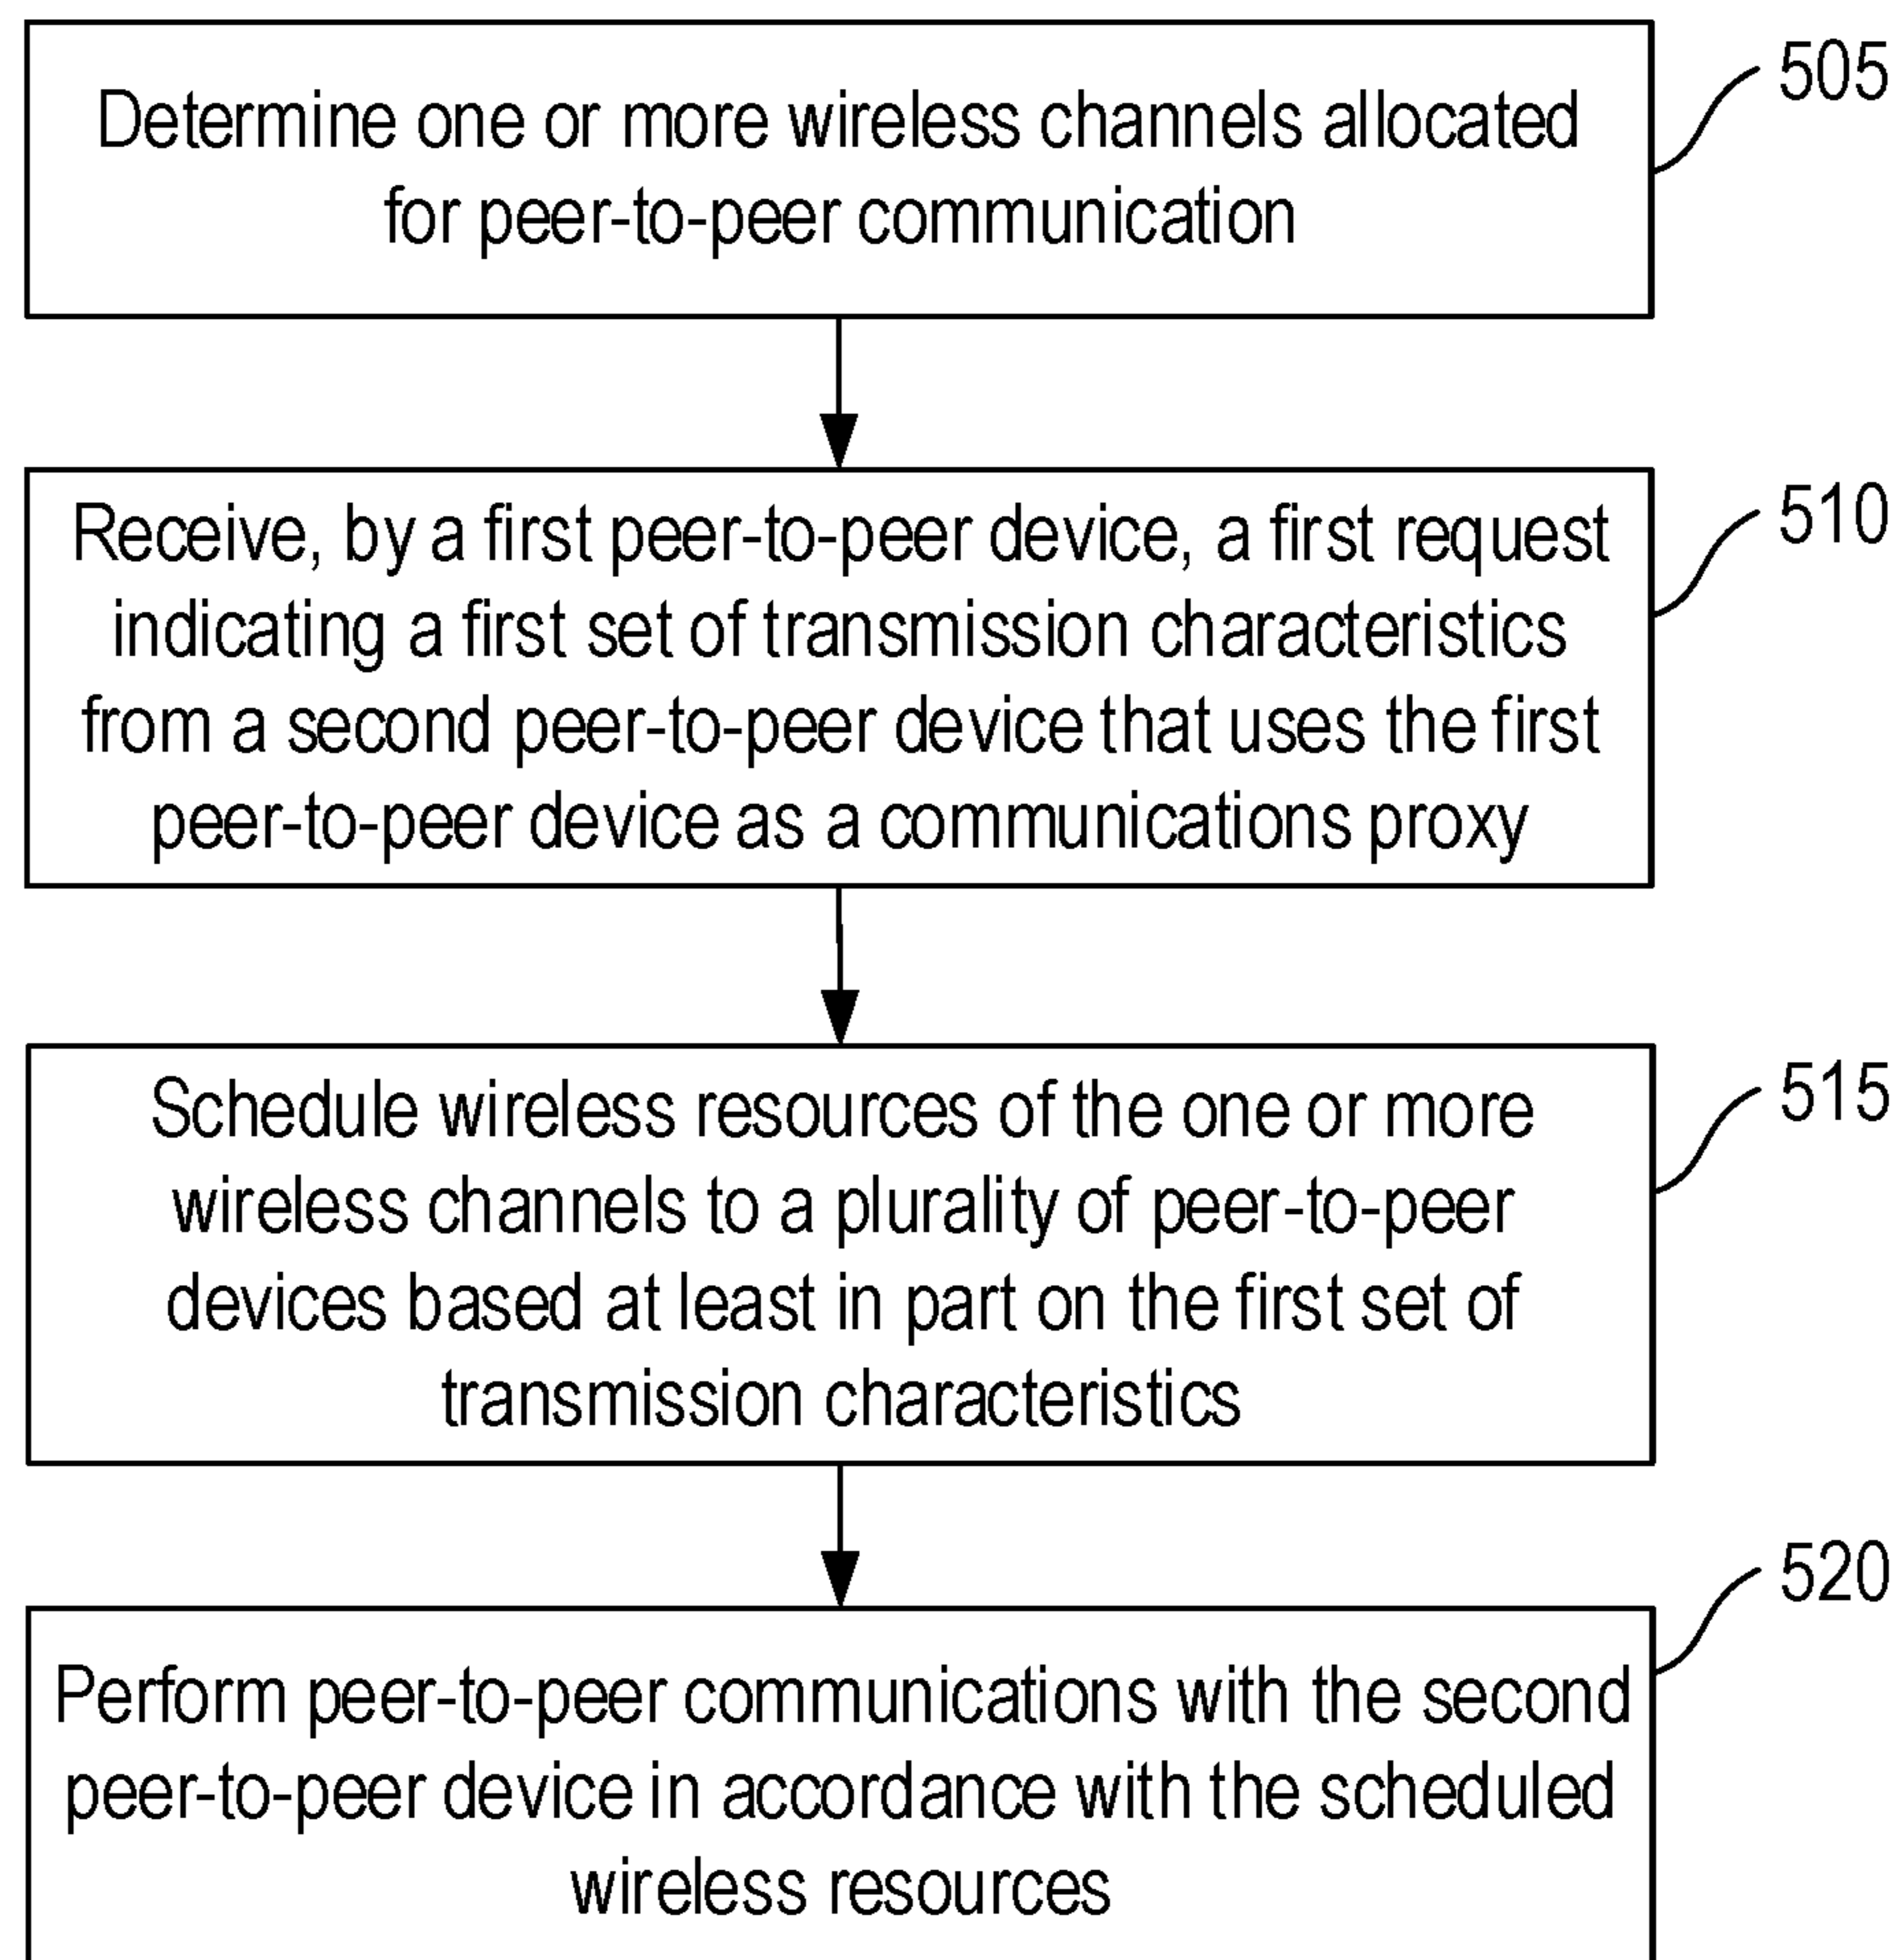 Determine one or more wireless channels allocated
for peer-to-peer communication
505
Receive, by a first peer-to-peer device, a first request
indicating a first set of transmission characteristics
from a second peer-to-peer device that uses the first
peer-to-peer device as a communications proxy
510
Schedule wireless resources of the one or more
wireless channels to a plurality of peer-to-peer
devices based at least in part on the first set of
transmission characteristics
515
Perform peer-to-peer communications with the second
peer-to-peer device in accordance with the scheduled
wireless resources
520